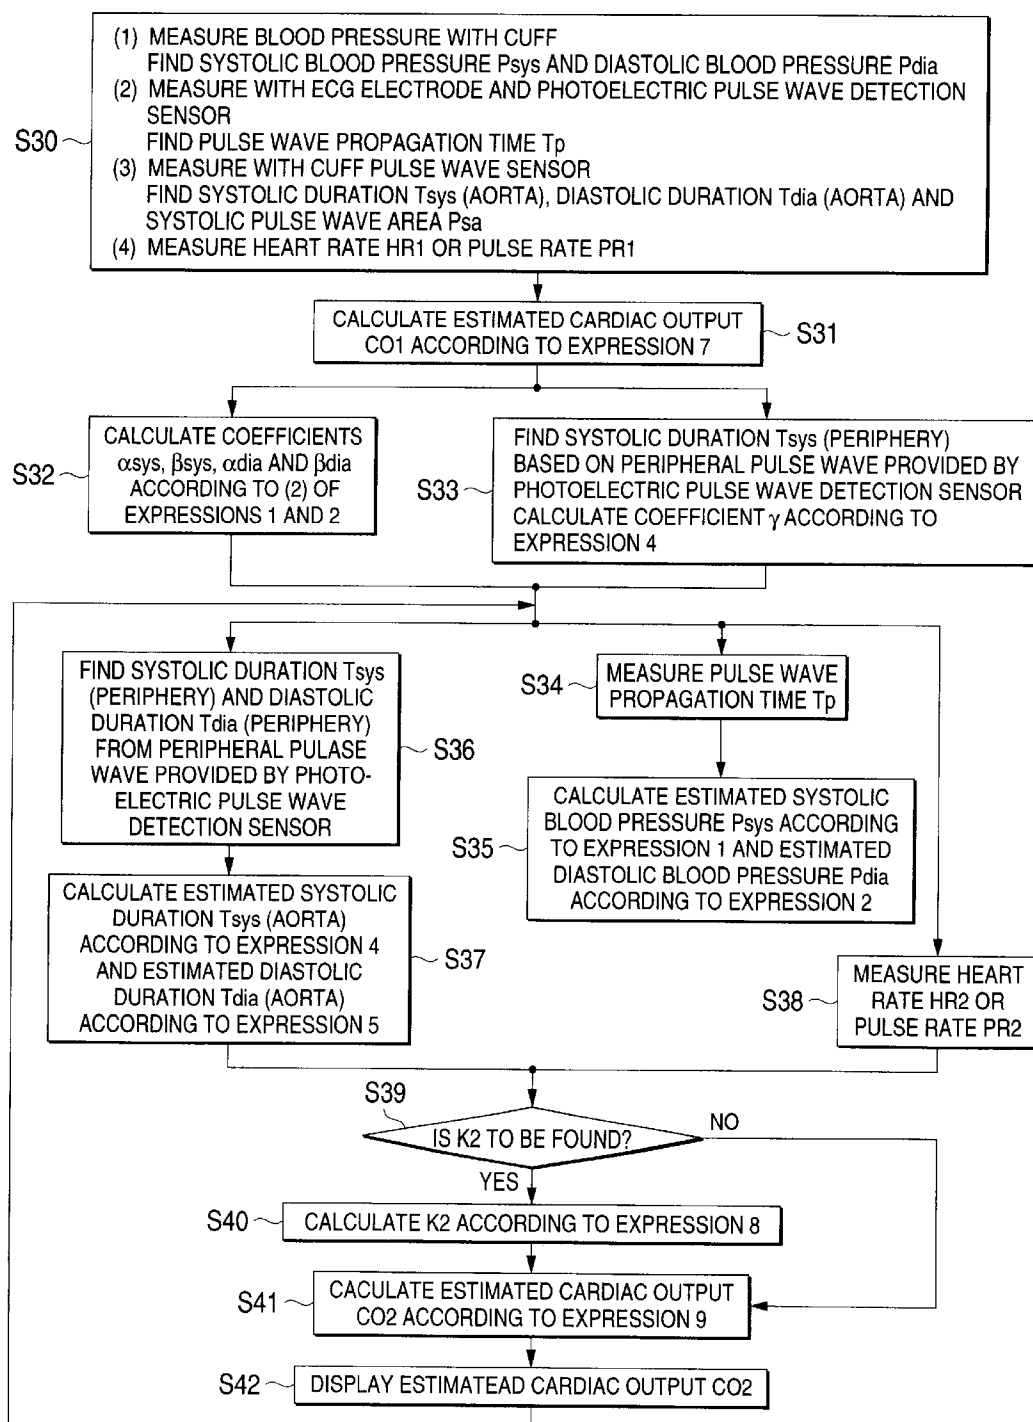 (1) MEASURE BLOOD PRESSURE WITH CUFF
FIND SYSTOLIC BLOOD PRESSURE Psys AND DIASTOLIC BLOOD PRESSURE Pdia
(2) MEASURE WITH ECG ELECTRODE AND PHOTOELECTRIC PULSE WAVE DETECTION
SENSOR
FIND PULSE WAVE PROPAGATION TIME Tp
(3) MEASURE WITH CUFF PULSE WAVE SENSOR
FIND SYSTOLIC DURATION Tsys (AORTA), DIASTOLIC DURATION Tdia (AORTA) AND
SYSTOLIC PULSE WAVE AREA Psa
(4) MEASURE HEART RATE HR1 OR PULSE RATE PR1
S30
CALCULATE ESTIMATED CARDIAC OUTPUT
CO1 ACCORDING TO EXPRESSION 7
S31
CALCULATE COEFFICIENTS
αsys, βsys, αdia AND βdia
ACCORDING TO (2) OF
EXPRESSIONS 1 AND 2
S32
FIND SYSTOLIC DURATION Tsys (PERIPHERY)
BASED ON PERIPHERAL PULSE WAVE PROVIDED BY
PHOTOELECTRIC PULSE WAVE DETECTION SENSOR
CALCULATE COEFFICIENT γ ACCORDING TO
EXPRESSION 4
S33
FIND SYSTOLIC DURATION Tsys
(PERIPHERY) AND DIASTOLIC
DURATION Tdia (PERIPHERY)
FROM PERIPHERAL PULASE
WAVE PROVIDED BY PHOTO-
ELECTRIC PULSE WAVE
DETECTION SENSOR
S36
MEASURE PULSE WAVE
PROPAGATION TIME Tp
S34
CALCULATE ESTIMATED SYSTOLIC
BLOOD PRESSURE Psys ACCORDING
TO EXPRESSION 1 AND ESTIMATED
DIASTOLIC BLOOD PRESSURE Pdia
ACCORDING TO EXPRESSION 2
S35
CALCULATE ESTIMATED SYSTOLIC
DURATION Tsys (AORTA)
ACCORDING TO EXPRESSION 4
AND ESTIMATED DIASTOLIC
DURATION Tdia (AORTA)
ACCORDING TO EXPRESSION 5
S37
MEASURE HEART
RATE HR2 OR
PULSE RATE PR2
S38
S39
IS K2 TO BE FOUND?
NO
YES
S40
CALCULATE K2 ACCORDING TO EXPRESSION 8
S41
CACULATE ESTIMATED CARDIAC OUTPUT
CO2 ACCORDING TO EXPRESSION 9
S42
DISPLAY ESTIMATEAD CARDIAC OUTPUT CO2